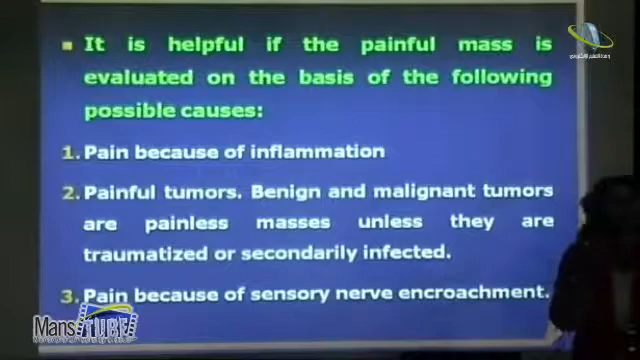 It is helpful if the painful mass is
evaluated on the basis of the following
possible causes:
1. Pain because of inflammation
2. Painful tumors. Benign and malignant tumors
are painless masses unless they are
traumatized or secondarily infected.
3. Pain because of sensory nerve encroachment.
Mans TUBE